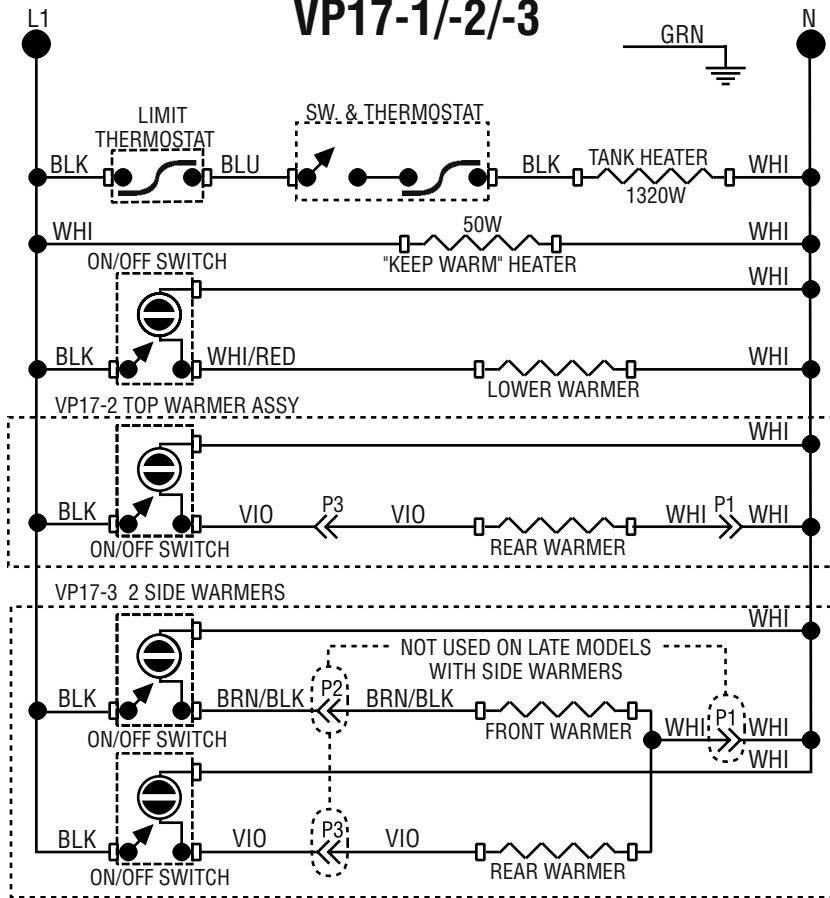 VP17-1/-2/-3
L1
N
GRN
LIMIT
THERMOSTAT
SW. & THERMOSTAT
BLK
BLU
BLK
TANK HEATER
1320W
WHI
WHI
50W
"KEEP WARM" HEATER
WHI
ON/OFF SWITCH
WHI
BLK
WHI/RED
LOWER WARMER
WHI
VP17-2 TOP WARMER ASSY
WHI
BLK
VIO
P3
VIO
REAR WARMER
WHI
P1
WHI
ON/OFF SWITCH
VP17-3 2 SIDE WARMERS
WHI
NOT USED ON LATE MODELS
WITH SIDE WARMERS
BLK
BRN/BLK
P2
BRN/BLK
FRONT WARMER
WHI
P1
WHI
ON/OFF SWITCH
WHI
BLK
VIO
P3
VIO
REAR WARMER
ON/OFF SWITCH